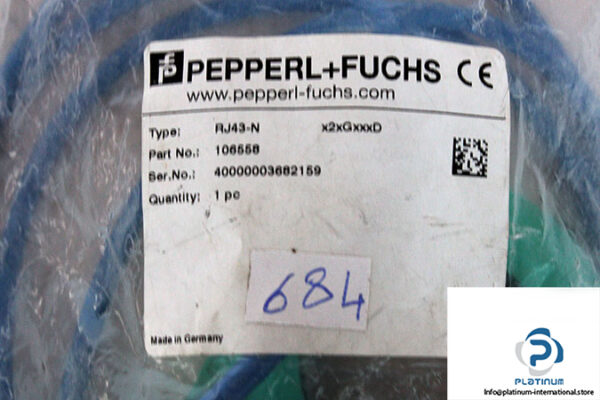 PEPPERL+FUCHS CE
www.pepperl-fuchs.com
Type: RJ43-N x2xGxxxD
Part No.: 106558
Ser.No.: 40000003682159
Quantity: 1 pc
684
Made in Germany
PLATINUM
Info@platinum-international.store